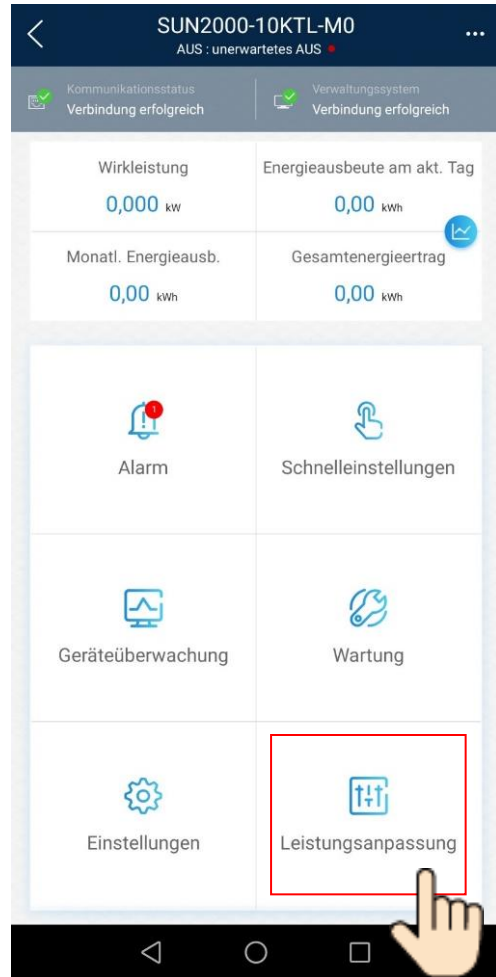 SUN2000-10KTL-M0
AUS : unerwartetes AUS
Kommunikationsstatus
Verbindung erfolgreich
Verwaltungssystem
Verbindung erfolgreich
Wirkleistung
0,000 kW
Energieausbeute am akt. Tag
0,00 kWh
Monatl. Energieausb.
0,00 kWh
Gesamtenergieertrag
0,00 kWh
1
Alarm
Schnelleinstellungen
Geräteüberwachung
Wartung
Einstellungen
Leistungsanpassung